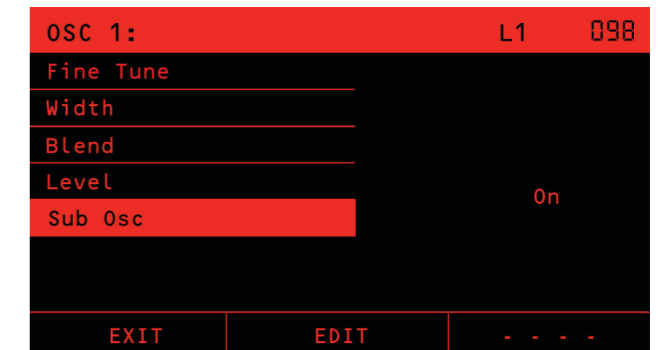 OSC 1: L1 098
Fine Tune
Width
Blend
Level
On
Sub Osc
EXIT EDIT - - - -